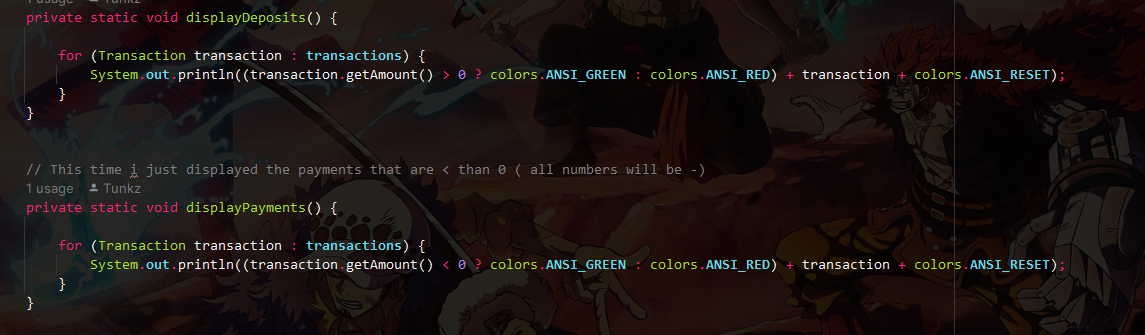 1 usage Tunkz
private static void displayDeposits() {
for (Transaction transaction : transactions) {
System.out.println((transaction.getAmount() > 0 ? colors.ANSI_GREEN : colors.ANSI_RED) + transaction + colors.ANSI_RESET);
}
}
// This time i just displayed the payments that are < than 0 ( all numbers will be -)
1 usage Tunkz
private static void displayPayments() {
for (Transaction transaction : transactions) {
System.out.println((transaction.getAmount() < 0 ? colors.ANSI_GREEN : colors.ANSI_RED) + transaction + colors.ANSI_RESET);
}
}